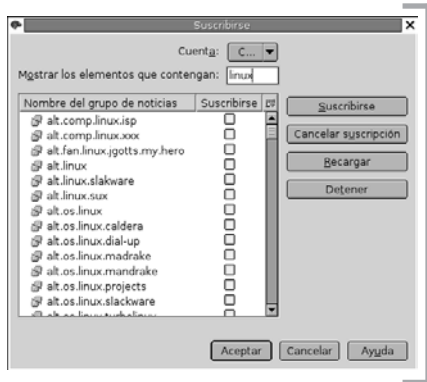 Suscribirse
Cuenta: C...
Mostrar los elementos que contengan: linux
Nombre del grupo de noticias Suscribirse
alt.comp.linux.isp
alt.comp.linux.xxx
alt.fan.linux.jgotts.my.hero
alt.linux
alt.linux.slakware
alt.linux.sux
alt.os.linux
alt.os.linux.caldera
alt.os.linux.dial-up
alt.os.linux.madrake
alt.os.linux.mandrake
alt.os.linux.projects
alt.os.linux.slackware
Suscribirse
Cancelar suscripción
Recargar
Detener
Aceptar Cancelar Ayuda